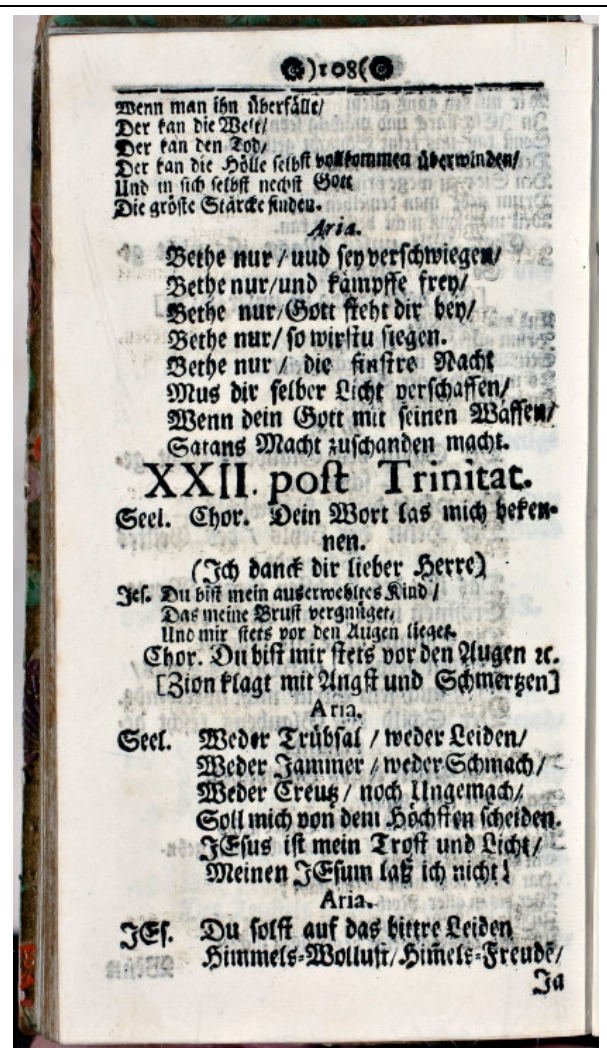 )108(
Wenn man ihn überfällt/
Der kan die Welt/
Der kan den Tod/
Der kan die Hölle selbst vollkommen überwinden/
Und in sich selbst nechst Gott
Die gröste Stärcke finden.
Aria.
Bethe nur / uud sey verschwiegen/
Bethe nur/und kämpffe frey/
Bethe nur/Gott steht dir bey/
Bethe nur/ so wirstu siegen.
Bethe nur / die finstre Nacht
Mus dir selber Licht verschaffen/
Wenn dein Gott mit seinen Waffen/
Satans Macht zuschanden macht.
XXII. post Trinitat.
Seel. Chor. Dein Wort las mich beken-
nen.
(Ich danck dir lieber Herre)
Jes. Du bist mein auserwehltes Kind /
Das meine Brust vergnüget,
Und mir stets vor den Augen lieget.
Chor. Du bist mir stets vor den Augen ꝛc.
[Zion klagt mit Angst und Schmertzen]
Aria.
Seel. Weder Trübsal / weder Leiden/
Weder Jammer / weder Schmach/
Weder Creutz / noch Ungemach/
Soll mich von dem Höchsten scheiden.
JEsus ist mein Trost und Licht/
Meinen JEsum laß ich nicht!
Aria.
JEs. Du solst auf das bittre Leiden
Himmels-Wollust/Him̃els-Freudẽ/
Ja